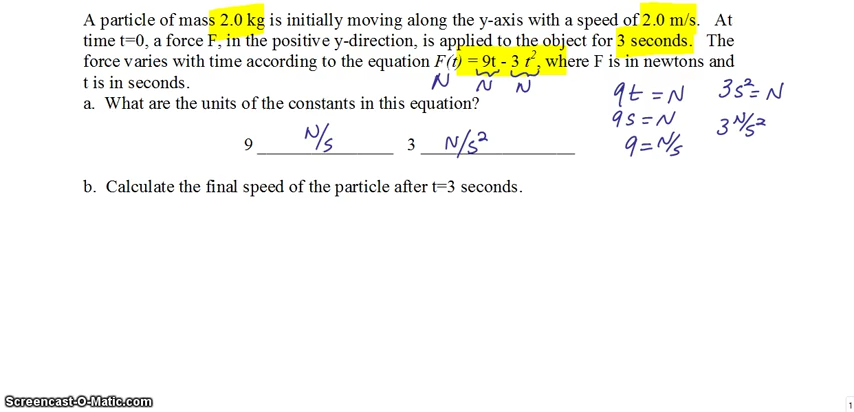 A particle of mass 2.0 kg is initially moving along the y-axis with a speed of 2.0 m/s. At
time t=0, a force F, in the positive y-direction, is applied to the object for 3 seconds. The
force varies with time according to the equation F(t) = 9t - 3 t², where F is in newtons and
t is in seconds.
N N N
a. What are the units of the constants in this equation?
9 N/s 3 N/s²
9t = N
9s = N
9 = N/s
3s² = N
3 N/s²
b. Calculate the final speed of the particle after t=3 seconds.
Screencast-O-Matic.com
1